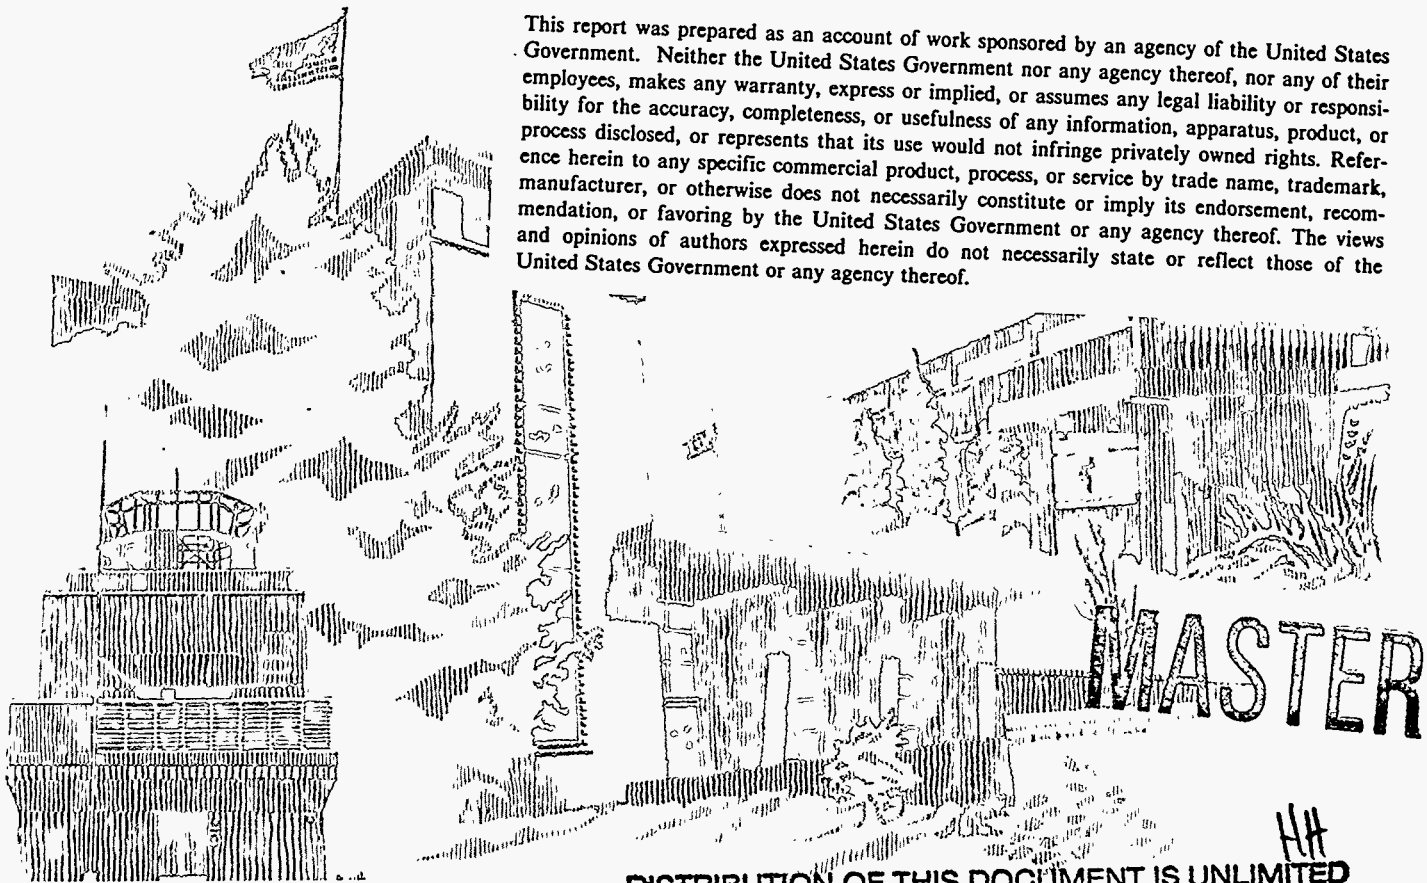 This report was prepared as an account of work sponsored by an agency of the United States
Government. Neither the United States Government nor any agency thereof, nor any of their
employees, makes any warranty, express or implied, or assumes any legal liability or responsi-
bility for the accuracy, completeness, or usefulness of any information, apparatus, product, or
process disclosed, or represents that its use would not infringe privately owned rights. Refer-
ence herein to any specific commercial product, process, or service by trade name, trademark,
manufacturer, or otherwise does not necessarily constitute or imply its endorsement, recom-
mendation, or favoring by the United States Government or any agency thereof. The views
and opinions of authors expressed herein do not necessarily state or reflect those of the
United States Government or any agency thereof.
MASTER
HH
DISTRIBUTION OF THIS DOCUMENT IS UNLIMITED